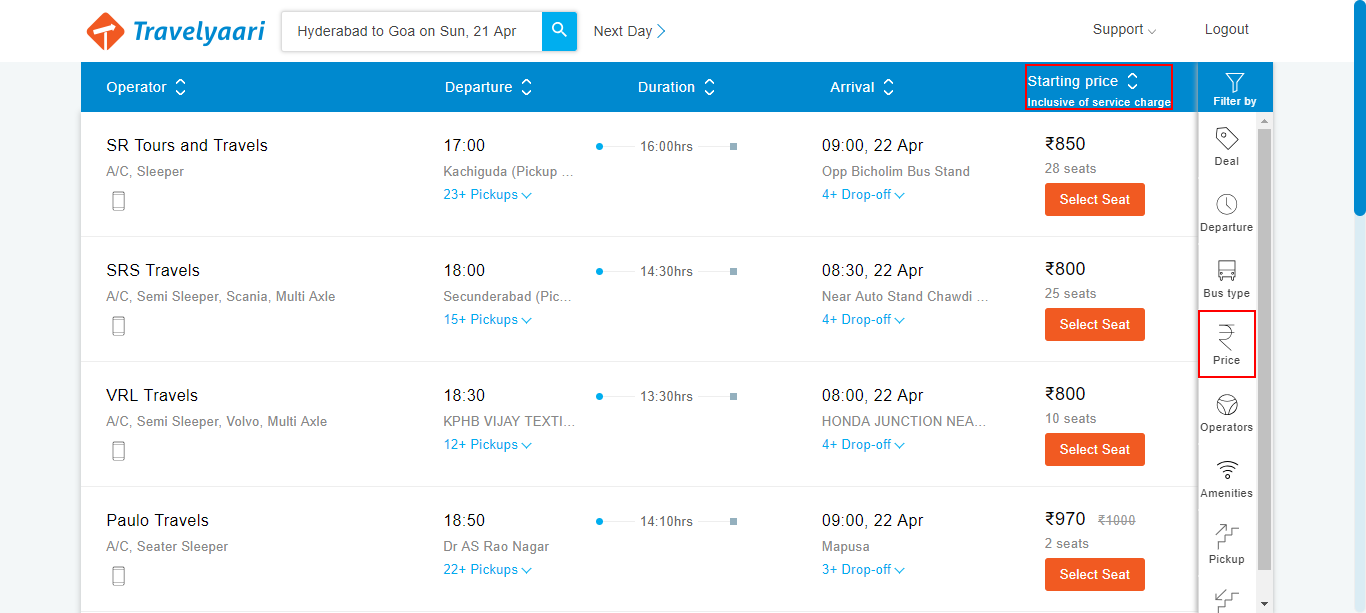 Travelyaari
Hyderabad to Goa on Sun, 21 Apr
Next Day
Support
Logout
Operator
Departure
Duration
Arrival
Starting price
Inclusive of service charge
Filter by
SR Tours and Travels
A/C, Sleeper
17:00
Kachiguda (Pickup ...
23+ Pickups
16:00hrs
09:00, 22 Apr
Opp Bicholim Bus Stand
4+ Drop-off
₹850
28 seats
Select Seat
SRS Travels
A/C, Semi Sleeper, Scania, Multi Axle
18:00
Secunderabad (Pic...
15+ Pickups
14:30hrs
08:30, 22 Apr
Near Auto Stand Chawdi ...
4+ Drop-off
₹800
25 seats
Select Seat
VRL Travels
A/C, Semi Sleeper, Volvo, Multi Axle
18:30
KPHB VIJAY TEXTI...
12+ Pickups
13:30hrs
08:00, 22 Apr
HONDA JUNCTION NEA...
4+ Drop-off
₹800
10 seats
Select Seat
Paulo Travels
A/C, Seater Sleeper
18:50
Dr AS Rao Nagar
22+ Pickups
14:10hrs
09:00, 22 Apr
Mapusa
3+ Drop-off
₹970 ₹1000
2 seats
Select Seat
Deal
Departure
Bus type
Price
Operators
Amenities
Pickup